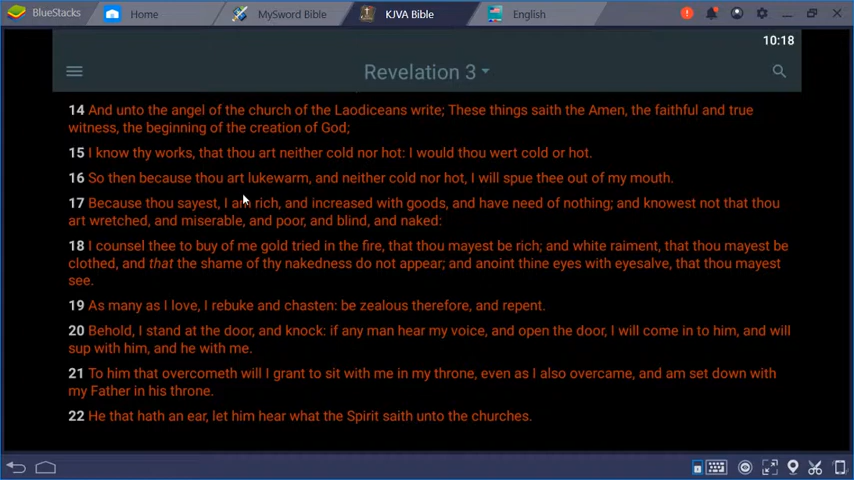 BlueStacks Home MySword Bible KJVA Bible English
10:18
Revelation 3
14 And unto the angel of the church of the Laodiceans write; These things saith the Amen, the faithful and true
witness, the beginning of the creation of God;
15 I know thy works, that thou art neither cold nor hot: I would thou wert cold or hot.
16 So then because thou art lukewarm, and neither cold nor hot, I will spue thee out of my mouth.
17 Because thou sayest, I am rich, and increased with goods, and have need of nothing; and knowest not that thou
art wretched, and miserable, and poor, and blind, and naked:
18 I counsel thee to buy of me gold tried in the fire, that thou mayest be rich; and white raiment, that thou mayest be
clothed, and that the shame of thy nakedness do not appear; and anoint thine eyes with eyesalve, that thou mayest
see.
19 As many as I love, I rebuke and chasten: be zealous therefore, and repent.
20 Behold, I stand at the door, and knock: if any man hear my voice, and open the door, I will come in to him, and will
sup with him, and he with me.
21 To him that overcometh will I grant to sit with me in my throne, even as I also overcame, and am set down with
my Father in his throne.
22 He that hath an ear, let him hear what the Spirit saith unto the churches.